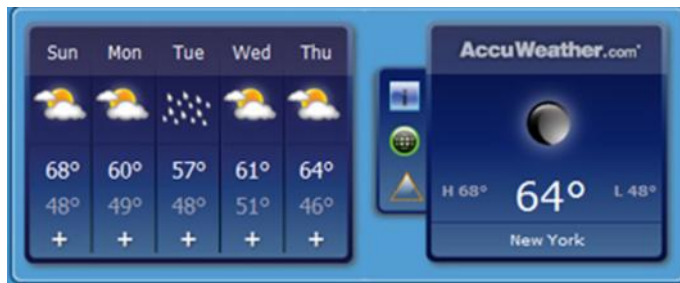 Sun Mon Tue Wed Thu
68° 60° 57° 61° 64°
48° 49° 48° 51° 46°
+ + + + +
AccuWeather.com®
i
H 68° 64° L 48°
New York